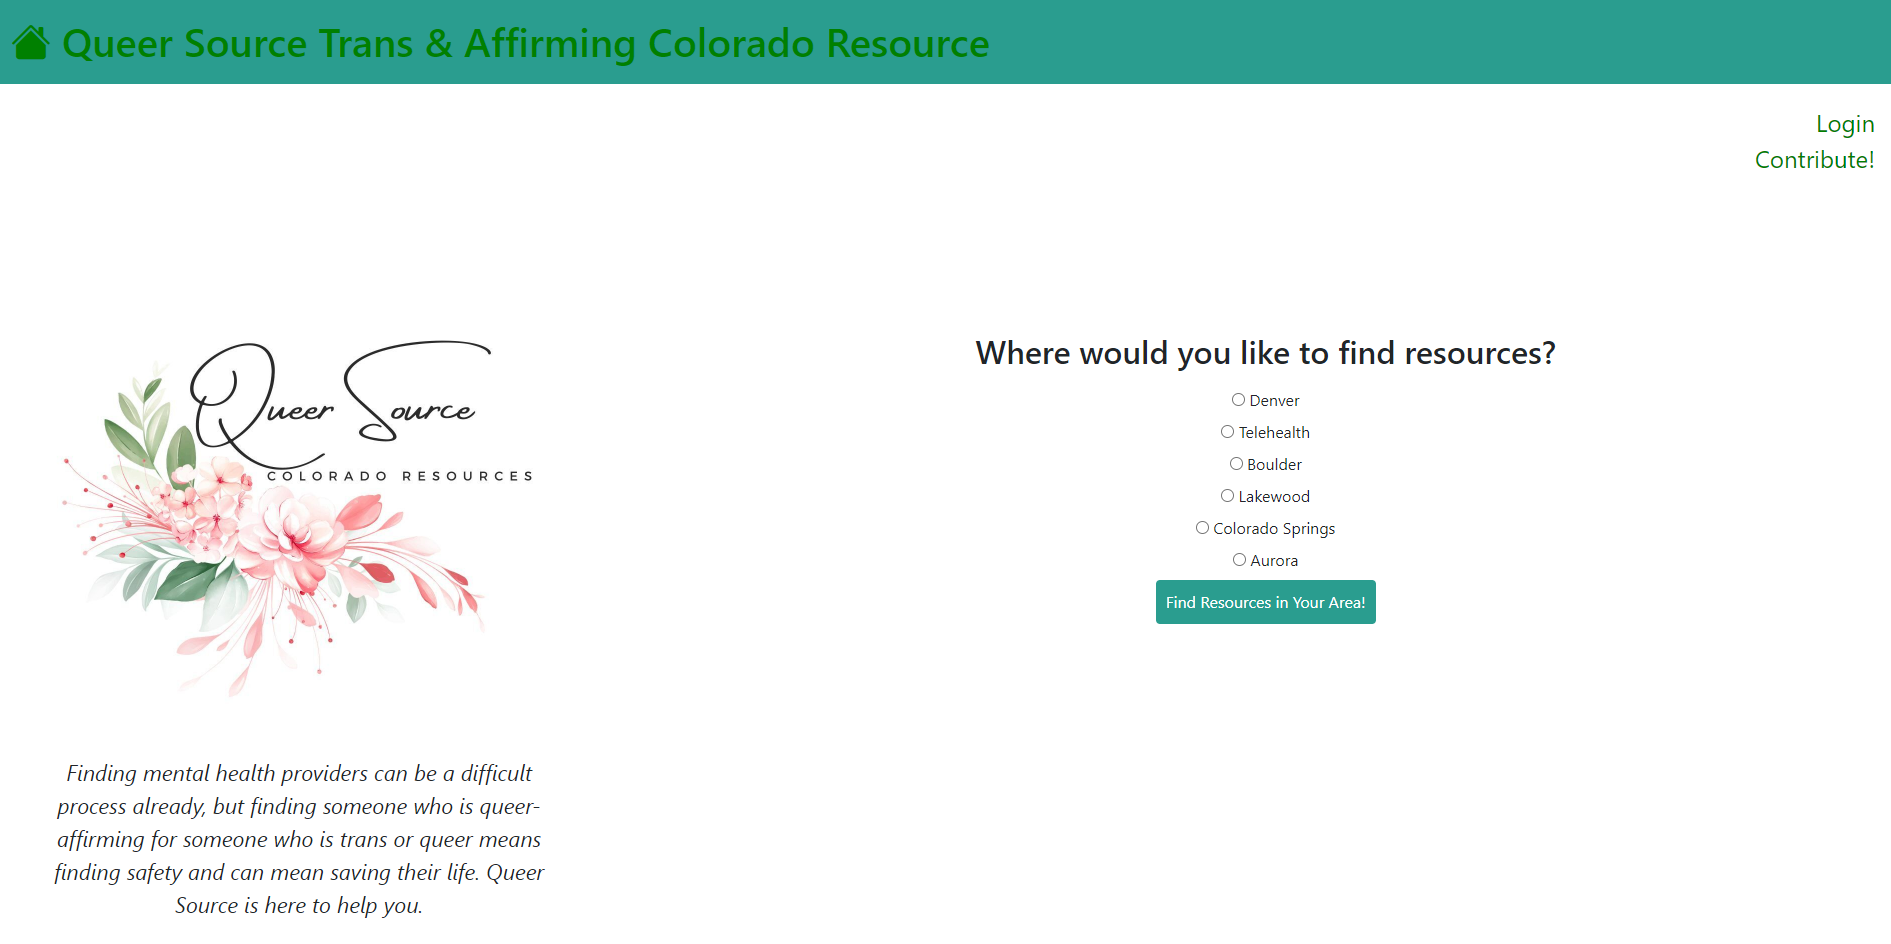 Queer Source Trans & Affirming Colorado Resource
Login
Contribute!
Queer Source
COLORADO RESOURCES
Where would you like to find resources?
Denver
Telehealth
Boulder
Lakewood
Colorado Springs
Aurora
Find Resources in Your Area!
Finding mental health providers can be a difficult
process already, but finding someone who is queer-
affirming for someone who is trans or queer means
finding safety and can mean saving their life. Queer
Source is here to help you.